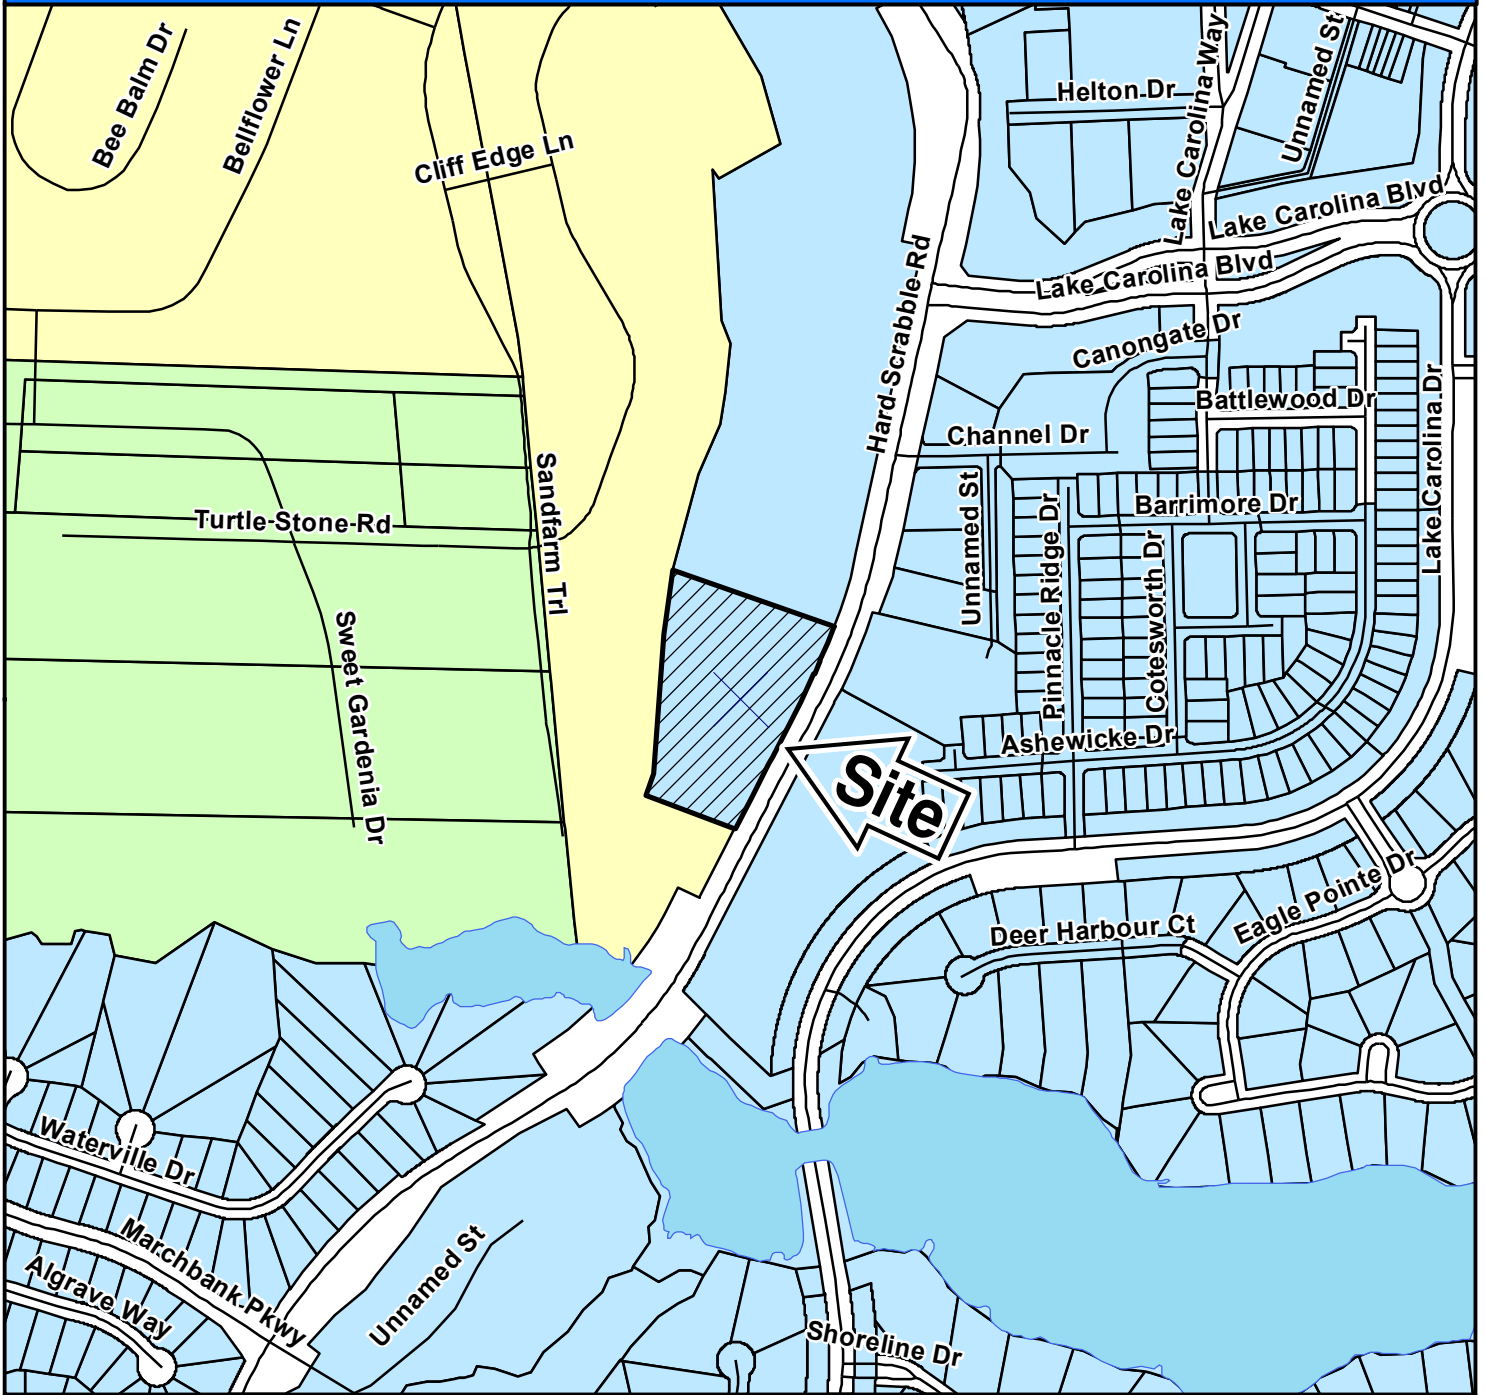 Bee Balm Dr
Bellflower Ln
Cliff Edge Ln
Helton Dr
Lake Carolina Way
Unnamed St
Lake Carolina Blvd
Lake Carolina Blvd
Hard Scrabble Rd
Canongate Dr
Battlewood Dr
Lake Carolina Dr
Channel Dr
Unnamed St
Pinnacle Ridge Dr
Barrimore Dr
Cotesworth Dr
Turtle Stone Rd
Sandfarm Trl
Sweet Gardenia Dr
Ashewicke Dr
Site
Eagle Pointe Dr
Deer Harbour Ct
Waterville Dr
Marchbank Pkwy
Algrave Way
Unnamed St
Shoreline Dr